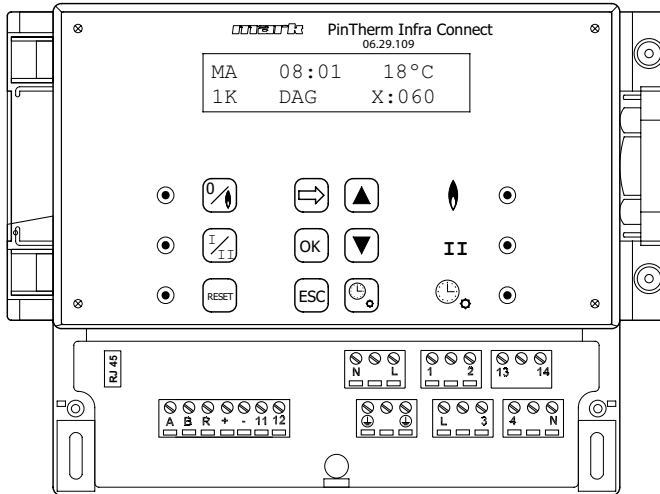 mark PinTherm Infra Connect
06.29.109
MA 08:01 18°C
1K DAG X:060
0/
I/II OK II
RESET ESC
RJ 45
N L 1 2 13 14
A B R + - 11 12 L 3 4 N